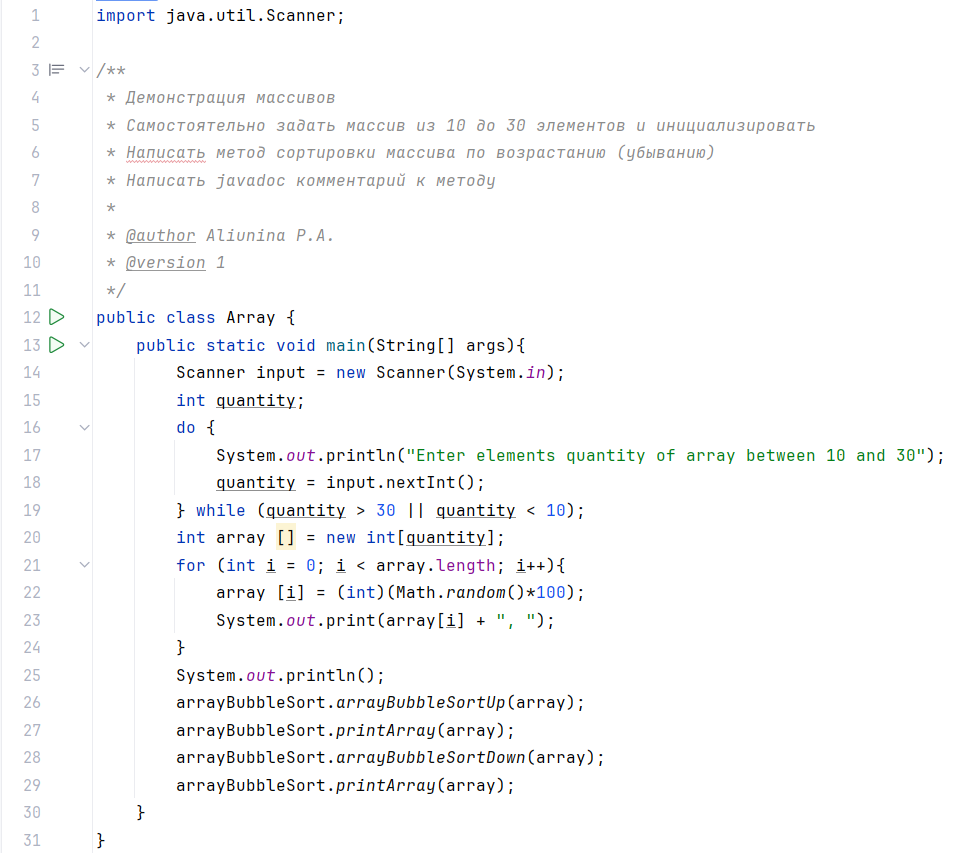 1 import java.util.Scanner;
2
3 /**
4 * Демонстрация массивов
5 * Самостоятельно задать массив из 10 до 30 элементов и инициализировать
6 * Написать метод сортировки массива по возрастанию (убыванию)
7 * Написать javadoc комментарий к методу
8 *
9 * @author Aliunina P.A.
10 * @version 1
11 */
12 public class Array {
13 public static void main(String[] args){
14 Scanner input = new Scanner(System.in);
15 int quantity;
16 do {
17 System.out.println("Enter elements quantity of array between 10 and 30");
18 quantity = input.nextInt();
19 } while (quantity > 30 || quantity < 10);
20 int array [] = new int[quantity];
21 for (int i = 0; i < array.length; i++){
22 array [i] = (int)(Math.random()*100);
23 System.out.print(array[i] + ", ");
24 }
25 System.out.println();
26 arrayBubbleSort.arrayBubbleSortUp(array);
27 arrayBubbleSort.printArray(array);
28 arrayBubbleSort.arrayBubbleSortDown(array);
29 arrayBubbleSort.printArray(array);
30 }
31 }